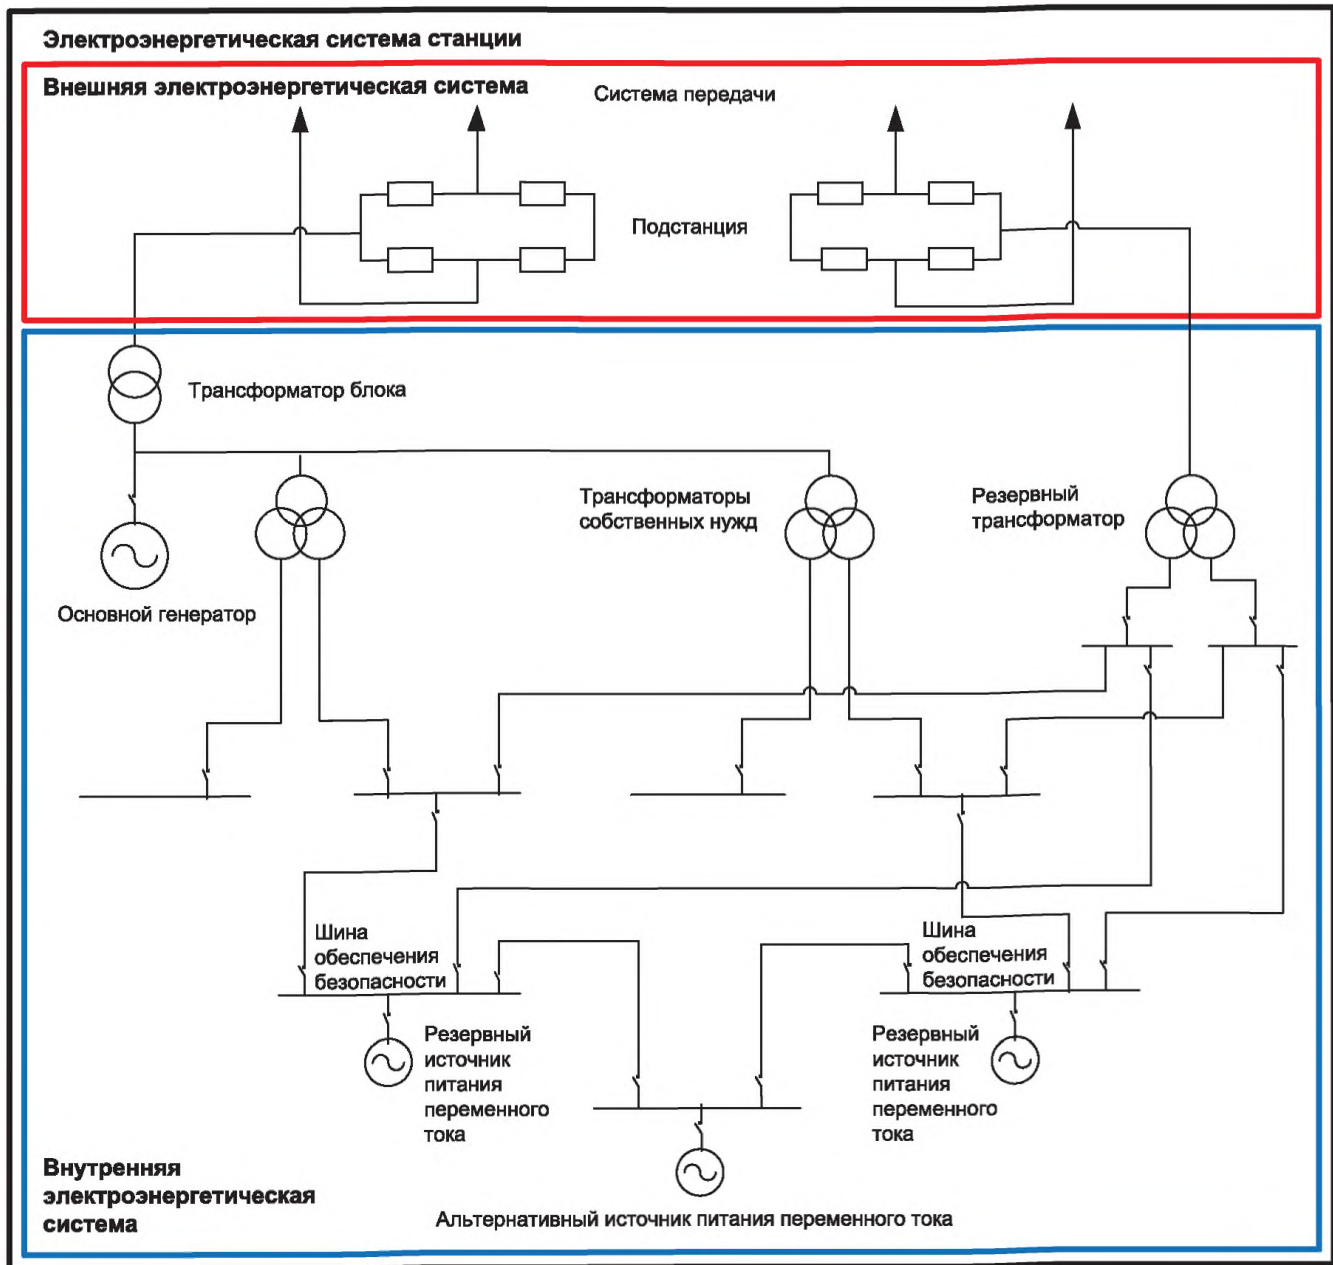 Электроэнергетическая система станции
Внешняя электроэнергетическая система
Система передачи
Подстанция
Трансформатор блока
Трансформаторы
собственных нужд
Резервный
трансформатор
Основной генератор
Шина
обеспечения
безопасности
Шина
обеспечения
безопасности
Резервный
источник
питания
переменного
тока
Резервный
источник
питания
переменного
тока
Внутренняя
электроэнергетическая
система
Альтернативный источник питания переменного тока